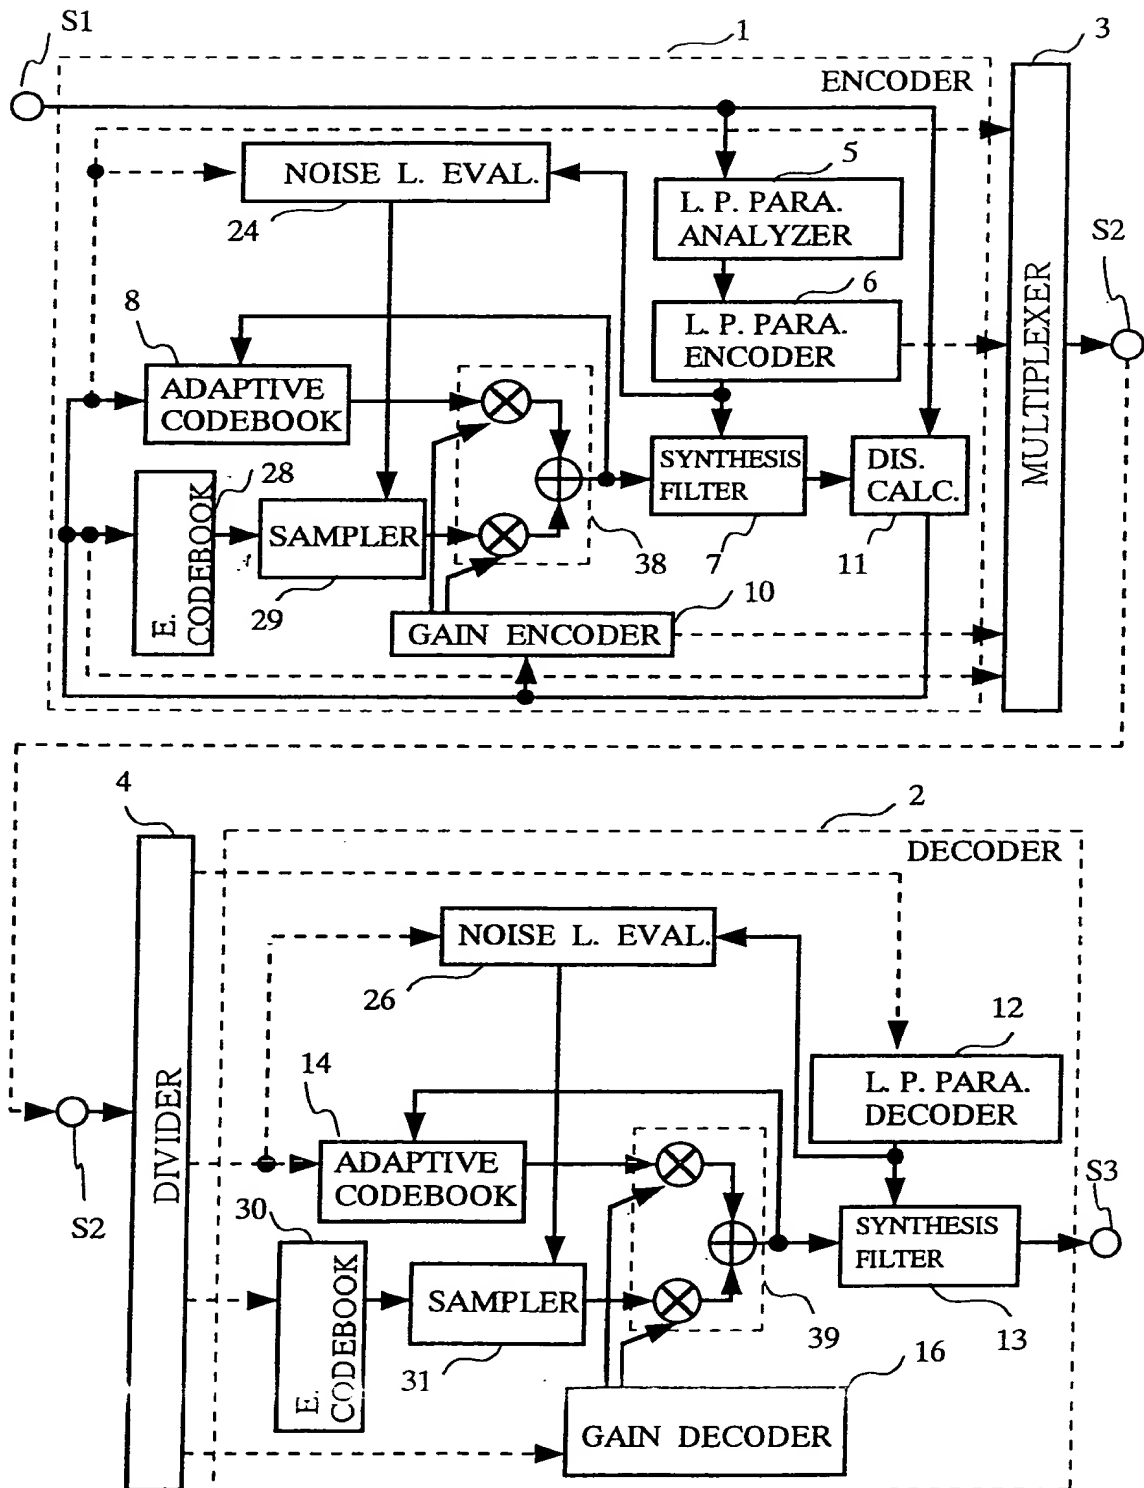 S1
1
3
ENCODER
NOISE L. EVAL.
24
5
L. P. PARA.
ANALYZER
S2
8
6
L. P. PARA.
ENCODER
MULTIPLEXER
ADAPTIVE
CODEBOOK
E.
CODEBOOK
28
SAMPLER
29
SYNTHESIS
FILTER
DIS.
CALC.
38
7
11
10
GAIN ENCODER
4
2
DECODER
NOISE L. EVAL.
26
12
L. P. PARA.
DECODER
DIVIDER
14
ADAPTIVE
CODEBOOK
S2
30
S3
SYNTHESIS
FILTER
E.
CODEBOOK
SAMPLER
31
39
13
16
GAIN DECODER